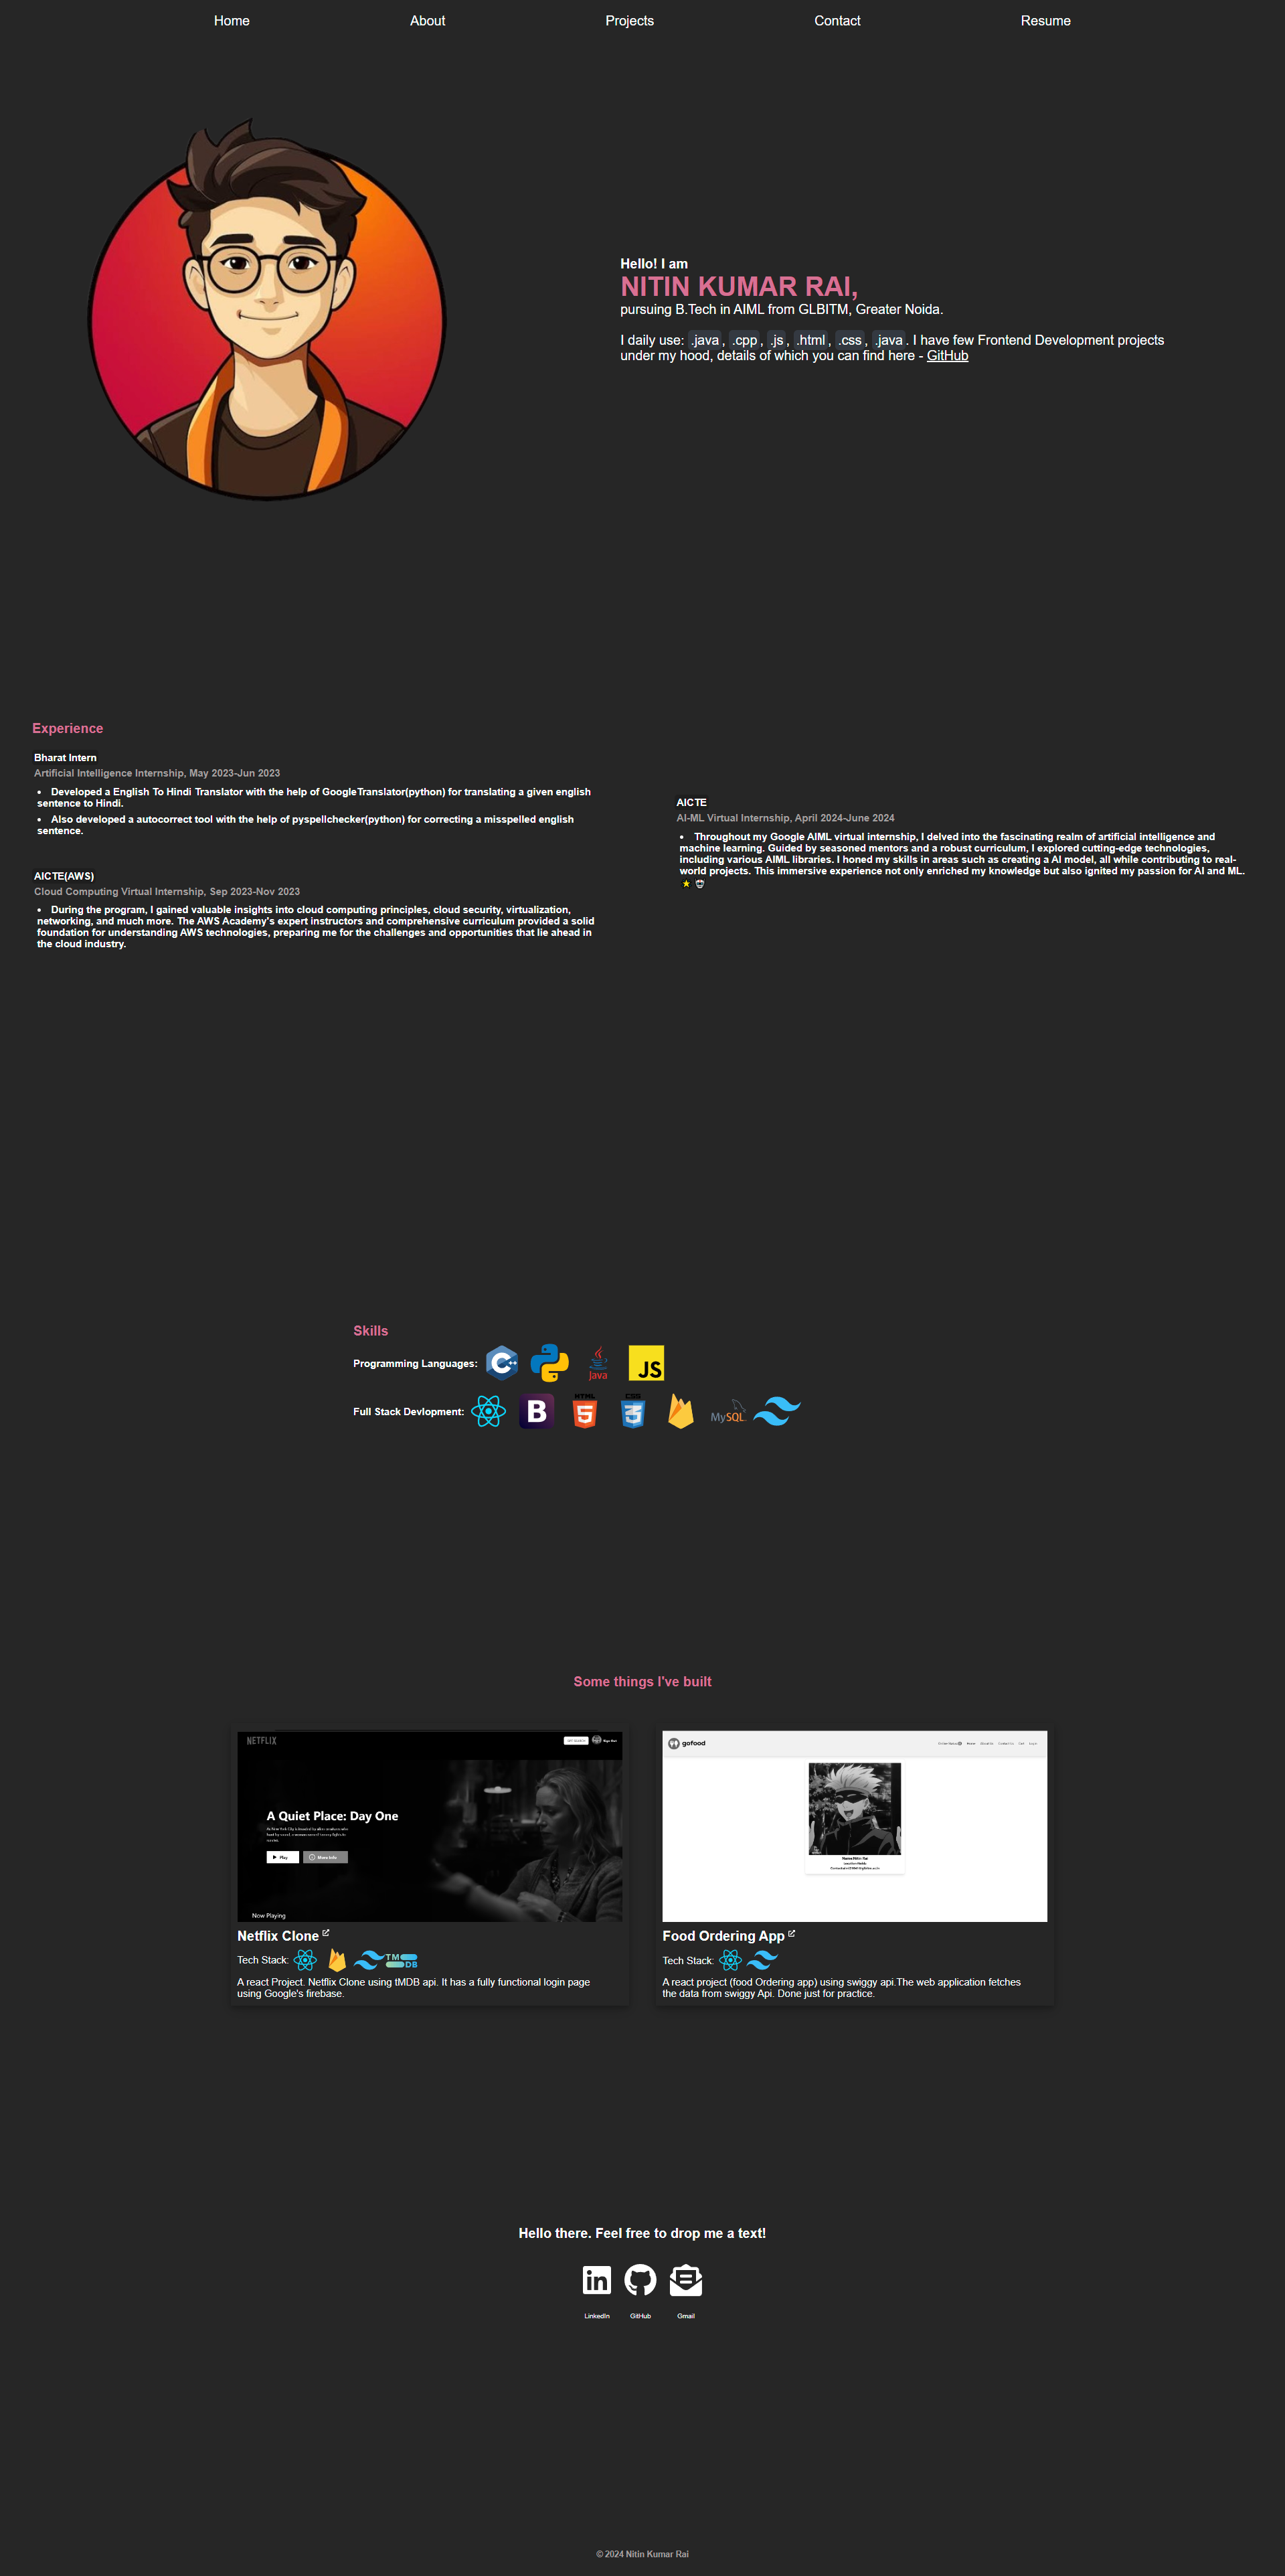 Home About Projects Contact Resume
Hello! I am
NITIN KUMAR RAI,
pursuing B.Tech in AIML from GLBITM, Greater Noida.
I daily use: .java, .cpp, .js, .html, .css, .java. I have few Frontend Development projects
under my hood, details of which you can find here - GitHub
Experience
Bharat Intern
Artificial Intelligence Internship, May 2023-Jun 2023
• Developed a English To Hindi Translator with the help of GoogleTranslator(python) for translating a given english
sentence to Hindi.
• Also developed a autocorrect tool with the help of pyspellchecker(python) for correcting a misspelled english
sentence.
AICTE(AWS)
Cloud Computing Virtual Internship, Sep 2023-Nov 2023
• During the program, I gained valuable insights into cloud computing principles, cloud security, virtualization,
networking, and much more. The AWS Academy's expert instructors and comprehensive curriculum provided a solid
foundation for understanding AWS technologies, preparing me for the challenges and opportunities that lie ahead in
the cloud industry.
AICTE
AI-ML Virtual Internship, April 2024-June 2024
• Throughout my Google AIML virtual internship, I delved into the fascinating realm of artificial intelligence and
machine learning. Guided by seasoned mentors and a robust curriculum, I explored cutting-edge technologies,
including various AIML libraries. I honed my skills in areas such as creating a AI model, all while contributing to real-
world projects. This immersive experience not only enriched my knowledge but also ignited my passion for AI and ML.
Skills
Programming Languages: C++ Java JS
Full Stack Devlopment: B HTML 5 CSS 3 MySQL
Some things I've built
NETFLIX
A Quiet Place: Day One
Play More Info
Now Playing
Netflix Clone
Tech Stack: TM DB
A react Project. Netflix Clone using tMDB api. It has a fully functional login page
using Google's firebase.
gofood
Home About Us Cart
Food Ordering App
Tech Stack:
A react project (food Ordering app) using swiggy api.The web application fetches
the data from swiggy Api. Done just for practice.
Hello there. Feel free to drop me a text!
in
LinkedIn GitHub Gmail
© 2024 Nitin Kumar Rai